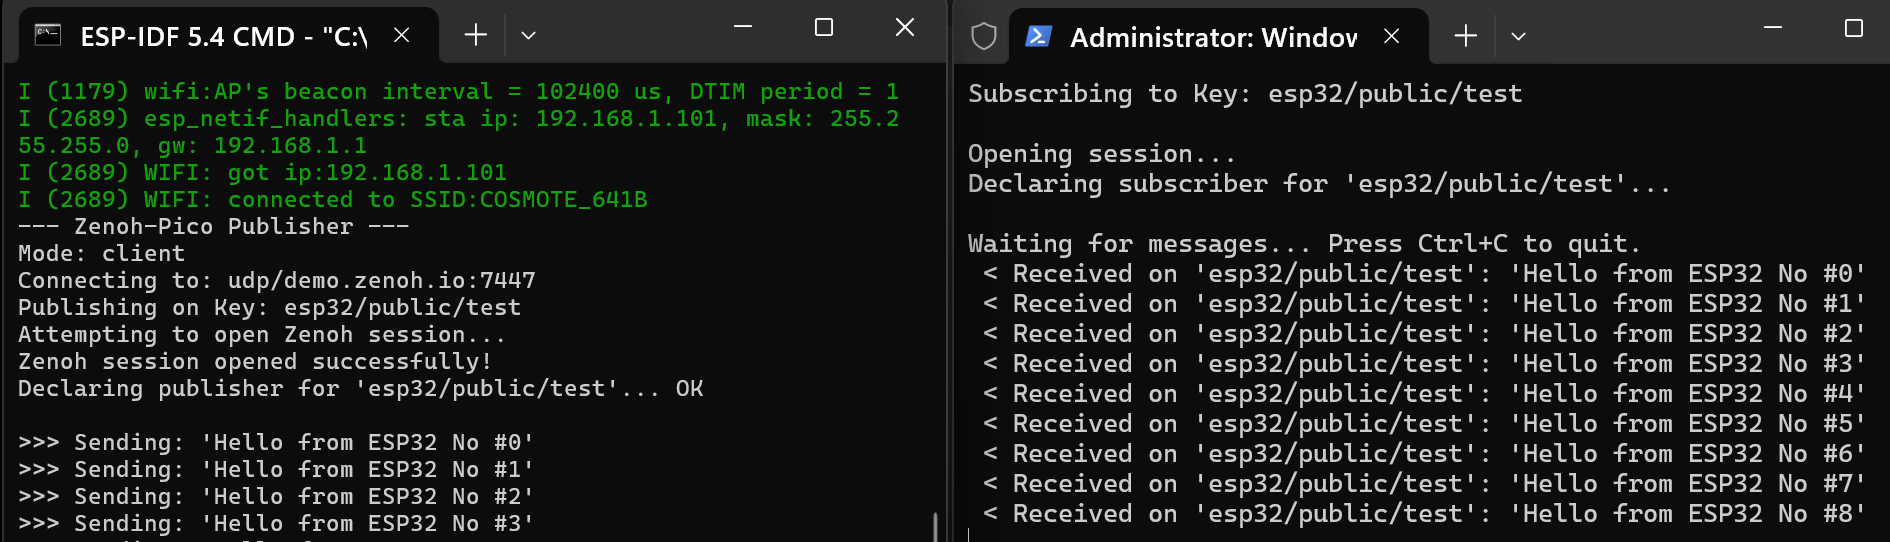 ESP-IDF 5.4 CMD - "C:\
I (1179) wifi:AP's beacon interval = 102400 us, DTIM period = 1
I (2689) esp_netif_handlers: sta ip: 192.168.1.101, mask: 255.2
55.255.0, gw: 192.168.1.1
I (2689) WIFI: got ip:192.168.1.101
I (2689) WIFI: connected to SSID:COSMOTE_641B
--- Zenoh-Pico Publisher ---
Mode: client
Connecting to: udp/demo.zenoh.io:7447
Publishing on Key: esp32/public/test
Attempting to open Zenoh session...
Zenoh session opened successfully!
Declaring publisher for 'esp32/public/test'... OK
>>> Sending: 'Hello from ESP32 No #0'
>>> Sending: 'Hello from ESP32 No #1'
>>> Sending: 'Hello from ESP32 No #2'
>>> Sending: 'Hello from ESP32 No #3'
Administrator: Window
Subscribing to Key: esp32/public/test
Opening session...
Declaring subscriber for 'esp32/public/test'...
Waiting for messages... Press Ctrl+C to quit.
< Received on 'esp32/public/test': 'Hello from ESP32 No #0'
< Received on 'esp32/public/test': 'Hello from ESP32 No #1'
< Received on 'esp32/public/test': 'Hello from ESP32 No #2'
< Received on 'esp32/public/test': 'Hello from ESP32 No #3'
< Received on 'esp32/public/test': 'Hello from ESP32 No #4'
< Received on 'esp32/public/test': 'Hello from ESP32 No #5'
< Received on 'esp32/public/test': 'Hello from ESP32 No #6'
< Received on 'esp32/public/test': 'Hello from ESP32 No #7'
< Received on 'esp32/public/test': 'Hello from ESP32 No #8'